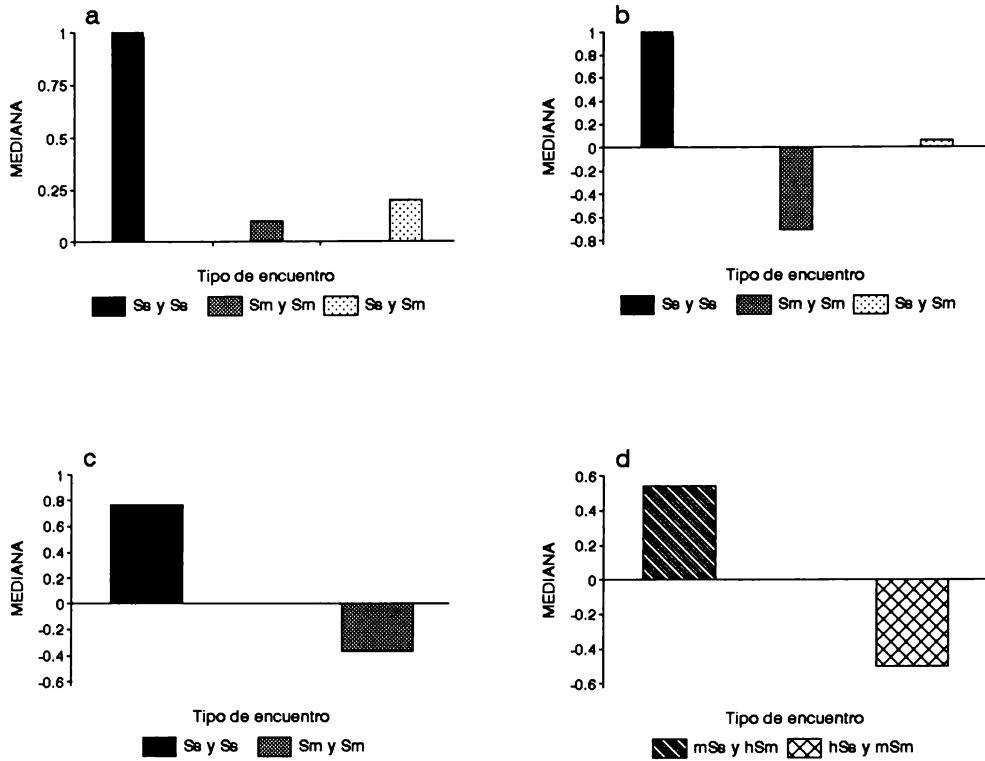 a
MEDIANA
1
0.75
0.5
0.25
0
Tipo de encuentro
Ss y Ss Sm y Sm Ss y Sm
b
MEDIANA
1
0.8
0.6
0.4
0.2
0
-0.2
-0.4
-0.6
-0.8
Tipo de encuentro
Ss y Ss Sm y Sm Ss y Sm
c
MEDIANA
1
0.8
0.6
0.4
0.2
0
-0.2
-0.4
-0.6
Tipo de encuentro
Ss y Ss Sm y Sm
d
MEDIANA
0.6
0.4
0.2
0
-0.2
-0.4
-0.6
Tipo de encuentro
mSs y hSm hSs y mSm